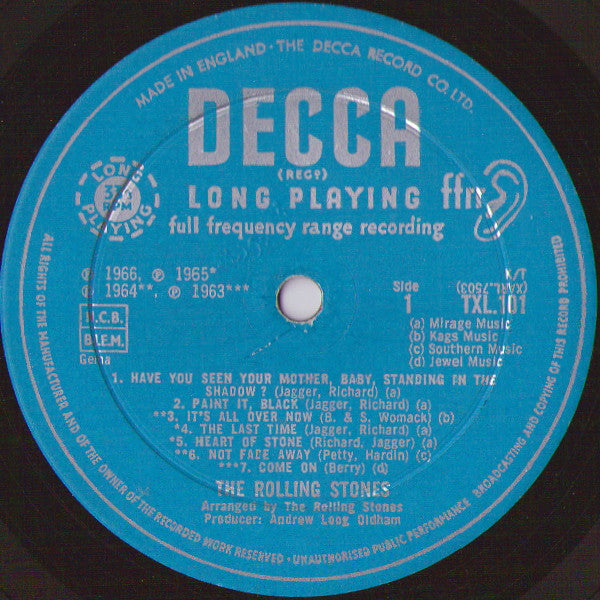 MADE IN ENGLAND · THE DECCA RECORD CO. LTD.
DECCA
(REGD)
LONG PLAYING
LONG PLAYING ffrr
full frequency range recording
℗ 1966, ℗ 1965*
℗ 1964**, ℗ 1963***
Side
1
(XARL.7503)
TXL.101
N.C.B.
B.I.E.M.
Gema
(a) Mirage Music
(b) Kags Music
(c) Southern Music
(d) Jewel Music
1. HAVE YOU SEEN YOUR MOTHER, BABY, STANDING IN THE
SHADOW? (Jagger, Richard) (a)
2. PAINT IT, BLACK (Jagger, Richard) (a)
**3. IT'S ALL OVER NOW (B. & S. Womack) (b)
*4. THE LAST TIME (Jagger, Richard) (a)
*5. HEART OF STONE (Richard, Jagger) (a)
**6. NOT FADE AWAY (Petty, Hardin) (c)
***7. COME ON (Berry) (d)
THE ROLLING STONES
Arranged by The Rolling Stones
Producer: Andrew Loog Oldham
ALL RIGHTS OF THE MANUFACTURER AND OF THE OWNER OF THE RECORDED WORK RESERVED · UNAUTHORISED PUBLIC PERFORMANCE BROADCASTING AND COPYING OF THIS RECORD PROHIBITED